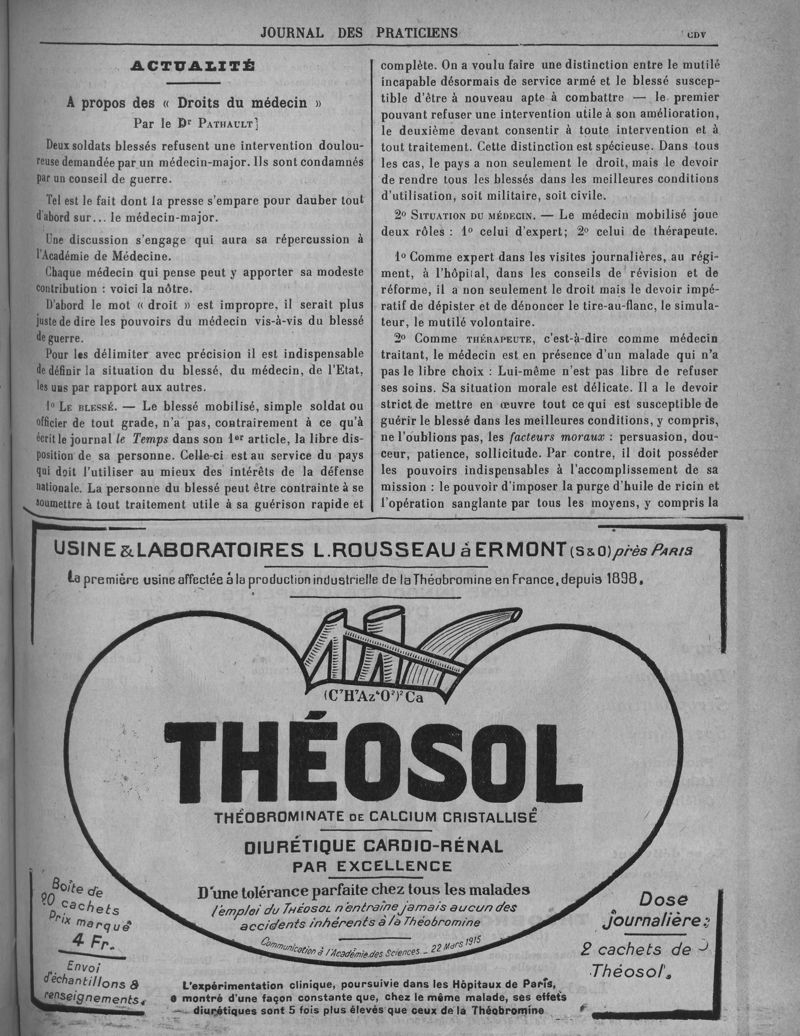 JOURNAL DES PRATICIENS
CDV
ACTUALITÉ
A propos des « Droits du médecin »
Par le Dr PATHAULT]
Deux soldats blessés refusent une intervention doulou-
reuse demandée par un médecin-major. Ils sont condamnés
par un conseil de guerre.
Tel est le fait dont la presse s'empare pour dauber tout
d'abord sur... le médecin-major.
Une discussion s'engage qui aura sa répercussion à
l'Académie de Médecine.
Chaque médecin qui pense peut y apporter sa modeste
contribution : voici la nôtre.
D'abord le mot « droit » est impropre, il serait plus
juste de dire les pouvoirs du médecin vis-à-vis du blessé
de guerre.
Pour les délimiter avec précision il est indispensable
de définir la situation du blessé, du médecin, de l'Etat,
les uns par rapport aux autres.
1º LE BLESSÉ. — Le blessé mobilisé, simple soldat ou
officier de tout grade, n'a pas, contrairement à ce qu'à
écrit le journal le Temps dans son 1er article, la libre dis-
position de sa personne. Celle-ci est au service du pays
qui doit l'utiliser au mieux des intérêts de la défense
nationale. La personne du blessé peut être contrainte à se
soumettre à tout traitement utile à sa guérison rapide et
complète. On a voulu faire une distinction entre le mutilé
incapable désormais de service armé et le blessé suscep-
tible d'être à nouveau apte à combattre — le premier
pouvant refuser une intervention utile à son amélioration,
le deuxième devant consentir à toute intervention et à
tout traitement. Cette distinction est spécieuse. Dans tous
les cas, le pays a non seulement le droit, mais le devoir
de rendre tous les blessés dans les meilleures conditions
d'utilisation, soit militaire, soit civile.
2º SITUATION DU MÉDECIN. — Le médecin mobilisé joue
deux rôles : 1º celui d'expert; 2º celui de thérapeute.
1º Comme expert dans les visites journalières, au régi-
ment, à l'hôpital, dans les conseils de révision et de
réforme, il a non seulement le droit mais le devoir impé-
ratif de dépister et de dénoncer le tire-au-flanc, le simula-
teur, le mutilé volontaire.
2º Comme THÉRAPEUTE, c'est-à-dire comme médecin
traitant, le médecin est en présence d'un malade qui n'a
pas le libre choix : Lui-même n'est pas libre de refuser
ses soins. Sa situation morale est délicate. Il a le devoir
strict de mettre en œuvre tout ce qui est susceptible de
guérir le blessé dans les meilleures conditions, y compris,
ne l'oublions pas, les facteurs moraux : persuasion, dou-
ceur, patience, sollicitude. Par contre, il doit posséder
les pouvoirs indispensables à l'accomplissement de sa
mission : le pouvoir d'imposer la purge d'huile de ricin et
l'opération sanglante par tous les moyens, y compris la
USINE & LABORATOIRES L.ROUSSEAU à ERMONT (S&O) près PARIS
La première usine affectée à la production industrielle de la Théobromine en France, depuis 1898.
(C⁷H⁷Az⁴O²)²Ca
THÉOSOL
THÉOBROMINATE DE CALCIUM CRISTALLISÉ
DIURÉTIQUE CARDIO-RÉNAL
PAR EXCELLENCE
D'une tolérance parfaite chez tous les malades
l'emploi du THÉOSOL n'entraîne jamais aucun des
accidents inhérents à la Théobromine
Communication à l'Académie des Sciences _ 22 Mars 1915
Boîte de
20 cachets
Prix marqué
4 Fr.
Envoi
d'échantillons &
renseignements.
Dose
journalière:
2 cachets de
Théosol.
L'expérimentation clinique, poursuivie dans les Hôpitaux de Paris,
a montré d'une façon constante que, chez le même malade, ses effets
diurétiques sont 5 fois plus élevés que ceux de la Théobromine